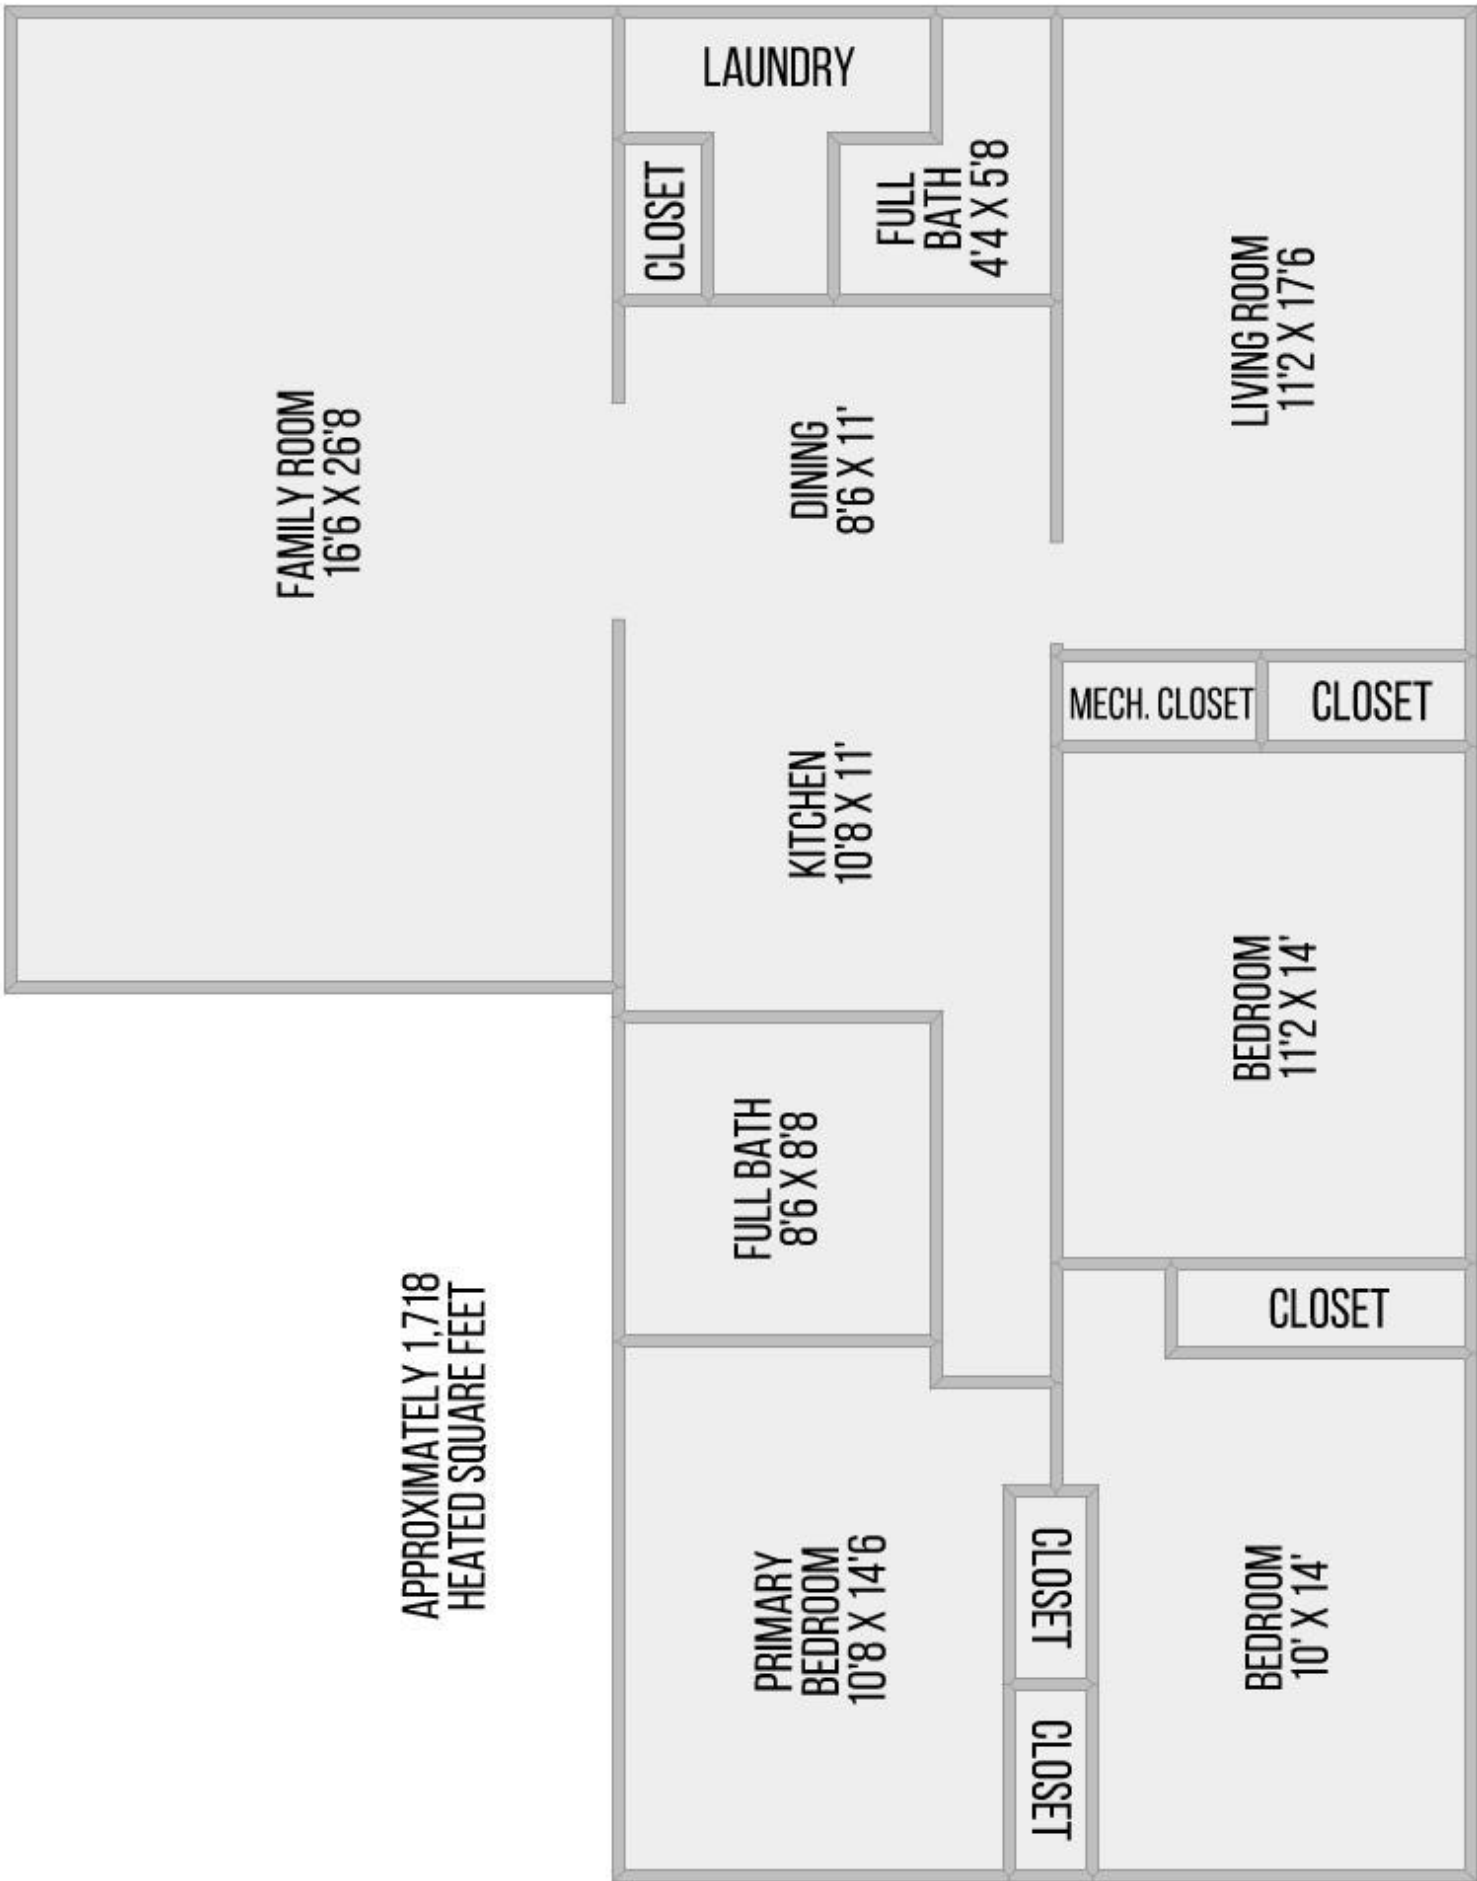 LAUNDRY
CLOSET
FULL
BATH
4'4 X 5'8
LIVING ROOM
11'2 X 17'6
FAMILY ROOM
16'6 X 26'8
DINING
8'6 X 11'
MECH. CLOSET
CLOSET
KITCHEN
10'8 X 11'
BEDROOM
11'2 X 14'
FULL BATH
8'6 X 8'8
CLOSET
APPROXIMATELY 1,718
HEATED SQUARE FEET
PRIMARY
BEDROOM
10'8 X 14'6
CLOSET
CLOSET
BEDROOM
10' X 14'